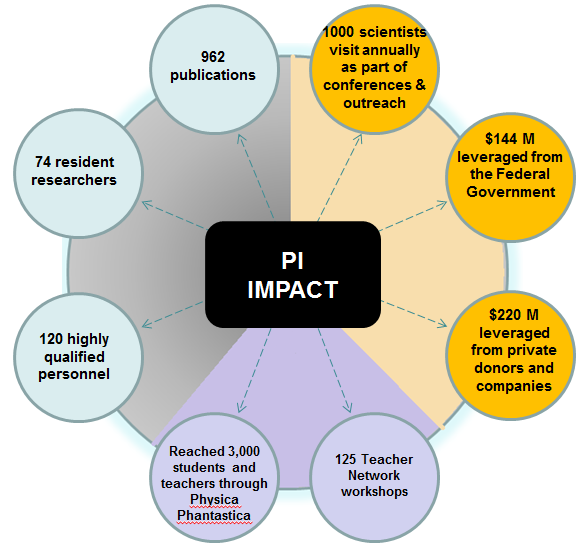 962
publications
1000 scientists
visit annually
as part of
conferences &
outreach
74 resident
researchers
$144 M
leveraged from
the Federal
Government
PI
IMPACT
120 highly
qualified
personnel
$220 M
leveraged
from private
donors and
companies
Reached 3,000
students and
teachers through
Physica
Phantastica
125 Teacher
Network
workshops